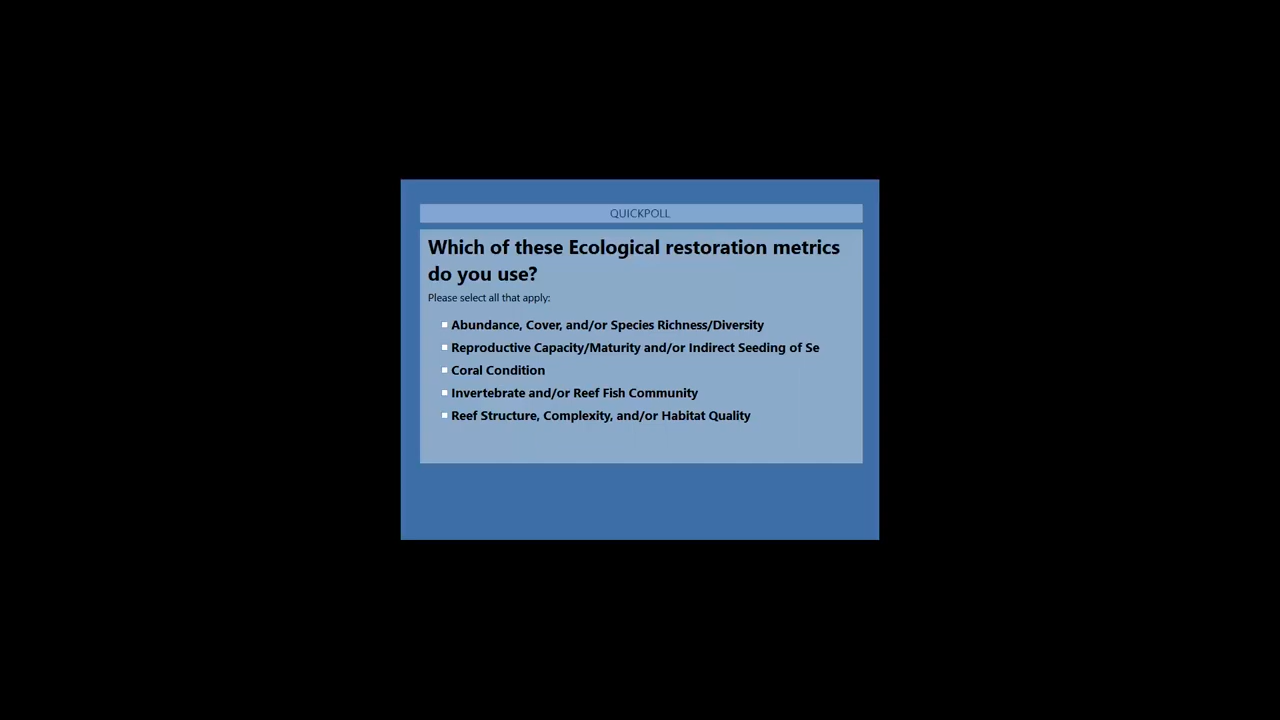 QUICKPOLL
Which of these Ecological restoration metrics
do you use?
Please select all that apply:
Abundance, Cover, and/or Species Richness/Diversity
Reproductive Capacity/Maturity and/or Indirect Seeding of Se
Coral Condition
Invertebrate and/or Reef Fish Community
Reef Structure, Complexity, and/or Habitat Quality